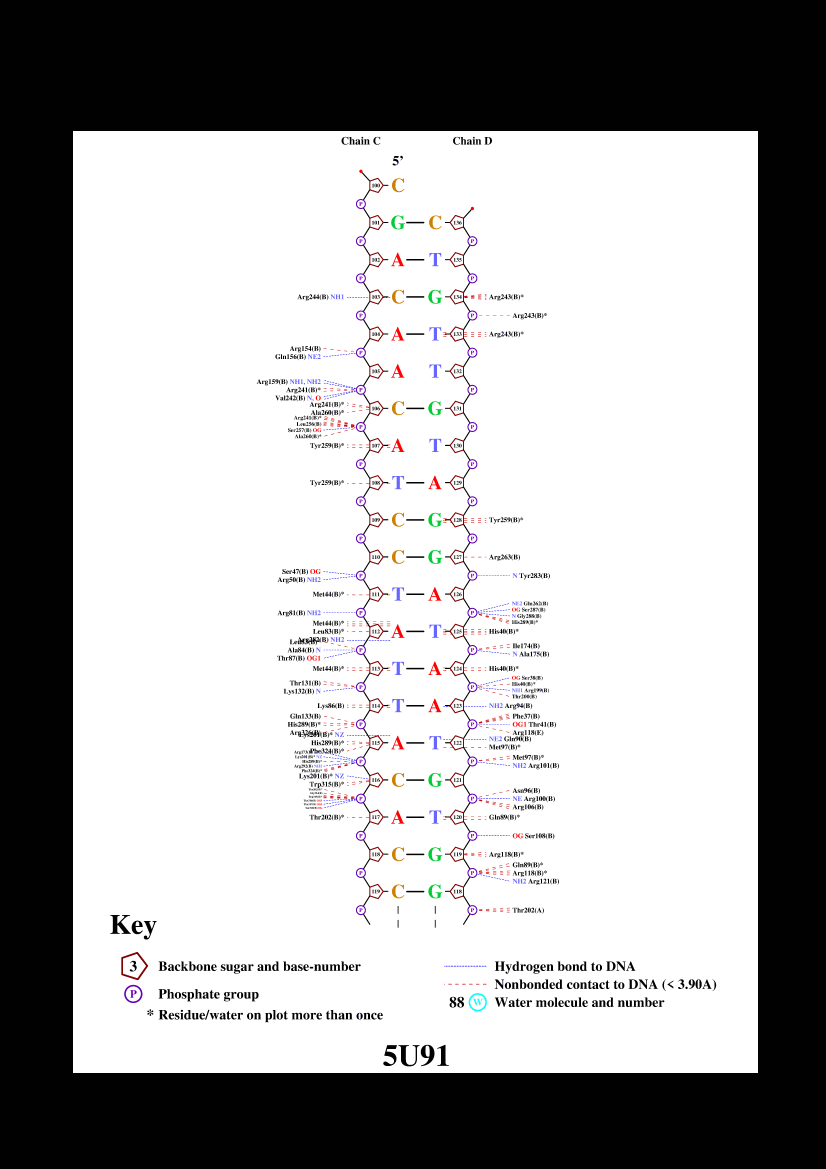 Chain C Chain D
5’
100 C
101 G C 136
P P
102 A T 135
P P
Arg244(B) NH1 103 C G 134 Arg243(B)*
P P Arg243(B)*
104 A T 133 Arg243(B)*
Arg154(B)
Gln156(B) NE2
P P
105 A T 132
Arg159(B) NH1, NH2
Arg241(B)*
Val242(B) N, O
P P
Arg241(B)*
Ala260(B)*
106 C G 131
Arg241(B)*
Leu256(B)
Ser257(B) OG
Ala260(B)*
P P
Tyr259(B)* 107 A T 130
P P
Tyr259(B)* 108 T A 129
P P
109 C G 128 Tyr259(B)*
P P
110 C G 127 Arg263(B)
Ser47(B) OG
Arg50(B) NH2
P P N Tyr283(B)
Met44(B)* 111 T A 126
Arg81(B) NH2 P P
NE2 Gln262(B)
OG Ser287(B)
N Gly288(B)
His289(B)*
Met44(B)*
Leu83(B)*
Arg282(B) NH2
112 A T 125 His40(B)*
Leu83(B)*
Ala84(B) N
Thr87(B) OG1
P P
Ile174(B)
N Ala175(B)
Met44(B)* 113 T A 124 His40(B)*
Thr131(B)
Lys132(B) N
P P
OG Ser38(B)
His40(B)*
NH1 Arg199(B)
Thr200(B)
Lys86(B) 114 T A 123 NH2 Arg94(B)
Gln133(B)
His289(B)*
Arg326(B)
P P
Phe37(B)
OG1 Thr41(B)
Arg118(E)
Lys201(B)* NZ
His289(B)*
Phe324(B)*
115 A T 122
NE2 Gln90(B)
Met97(B)*
Lys201(B)* NZ
His289(B)*
Arg292(B) NH1
Phe324(B)*
P P
Met97(B)*
NH2 Arg101(B)
Lys201(B)* NZ
Trp315(B)*
116 C G 121
P P
Asn96(B)
NE Arg100(B)
Arg106(B)
Thr202(B)* 117 A T 120 Gln89(B)*
P P OG Ser108(B)
118 C G 119 Arg118(B)*
P P
Gln89(B)*
Arg118(B)*
NH2 Arg121(B)
119 C G 118
P P Thr202(A)
Key
3 Backbone sugar and base-number
P Phosphate group
* Residue/water on plot more than once
Hydrogen bond to DNA
Nonbonded contact to DNA (< 3.90A)
88 W Water molecule and number
5U91